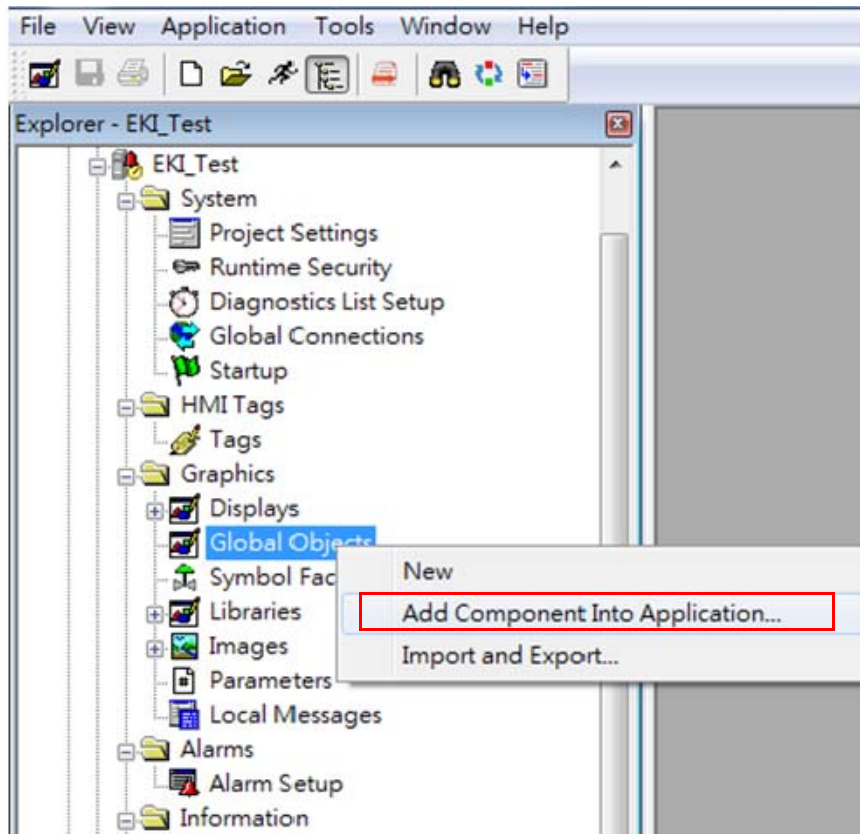 File View Application Tools Window Help
Explorer - EKI_Test
EKI_Test
System
Project Settings
Runtime Security
Diagnostics List Setup
Global Connections
Startup
HMI Tags
Tags
Graphics
Displays
Global Objects
New
Symbol Fac
Add Component Into Application...
Libraries
Images
Import and Export...
Parameters
Local Messages
Alarms
Alarm Setup
Information